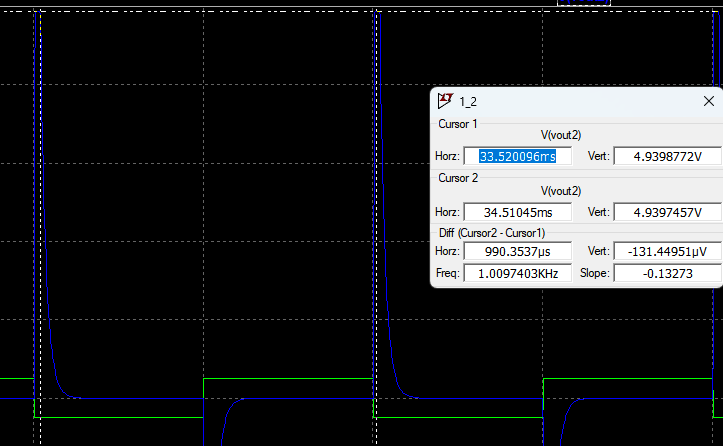 1_2
Cursor 1
V(vout2)
Horz: 33.520096ms Vert: 4.9398772V
Cursor 2
V(vout2)
Horz: 34.51045ms Vert: 4.9397457V
Diff (Cursor2 - Cursor1)
Horz: 990.3537µs Vert: -131.44951µV
Freq: 1.0097403KHz Slope: -0.13273